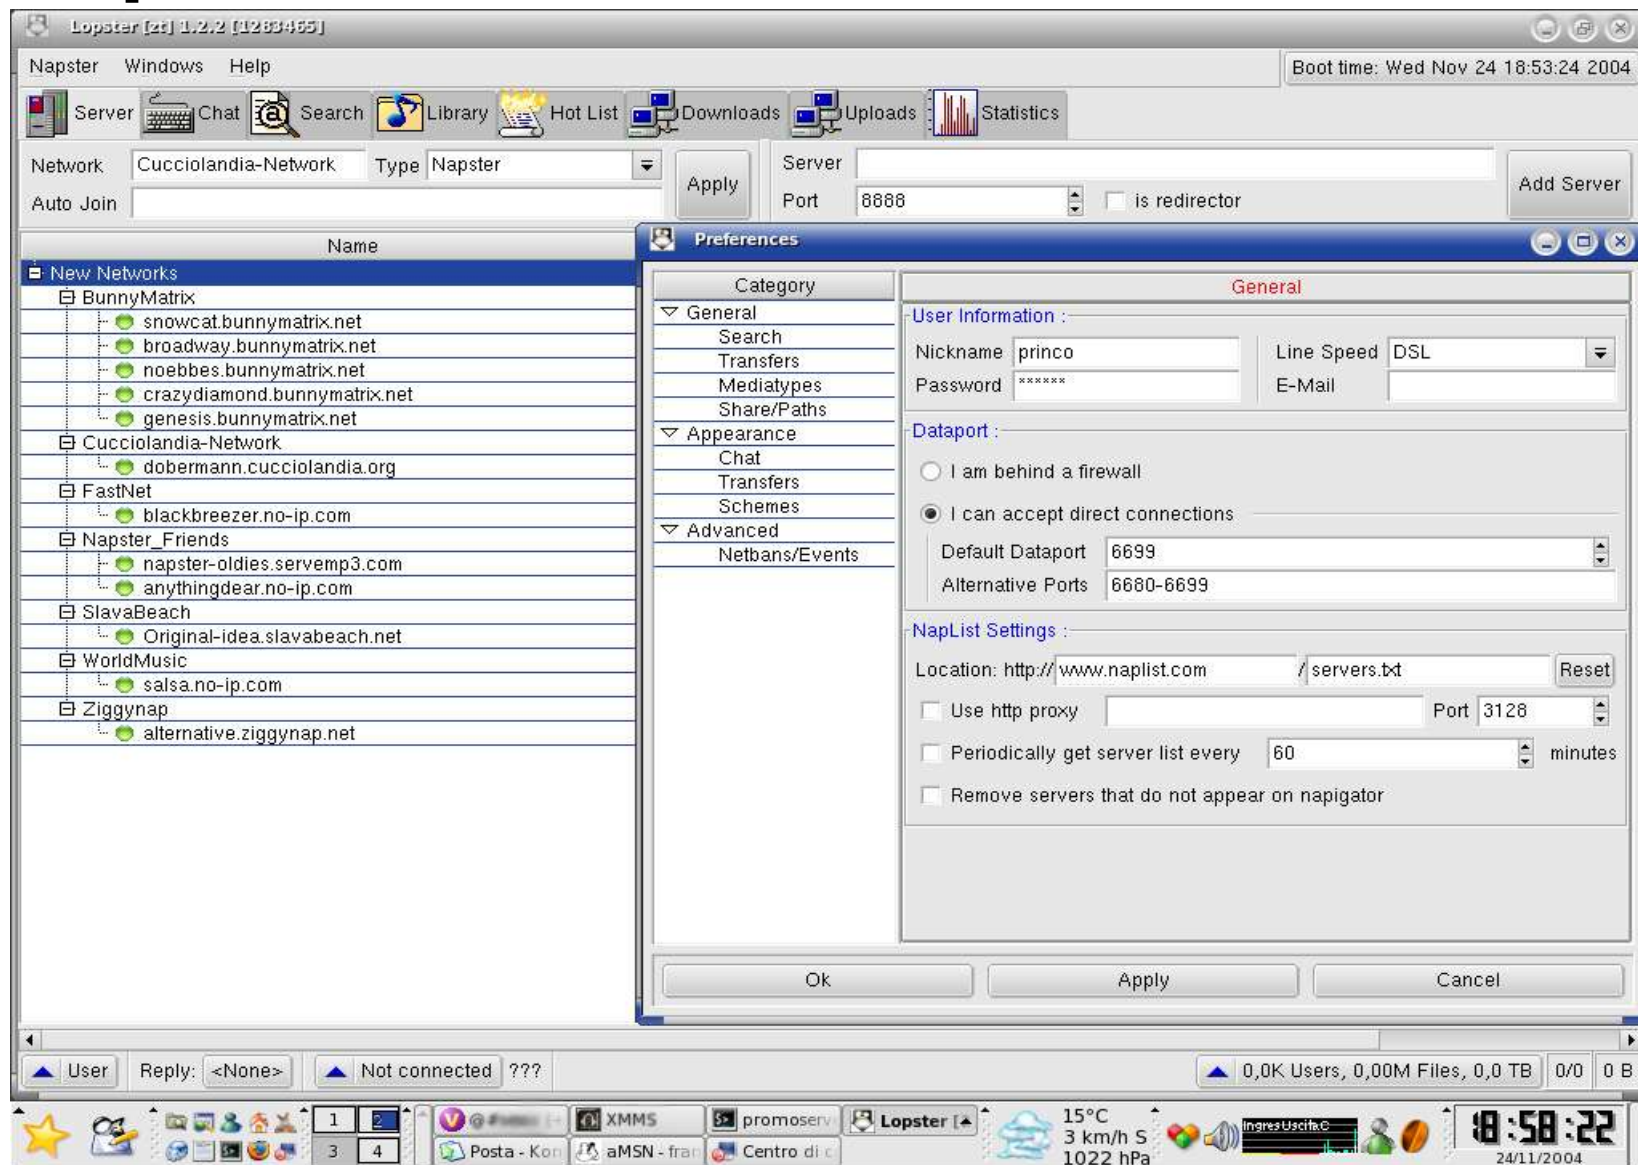 Lopster [zt] 1.2.2 [1283465]
Napster Windows Help
Boot time: Wed Nov 24 18:53:24 2004
Server Chat Search Library Hot List Downloads Uploads Statistics
Network Cucciolandia-Network Type Napster Apply Server Add Server
Auto Join Port 8888 is redirector
Name
New Networks
BunnyMatrix
snowcat.bunnymatrix.net
broadway.bunnymatrix.net
noebbes.bunnymatrix.net
crazydiamond.bunnymatrix.net
genesis.bunnymatrix.net
Cucciolandia-Network
dobermann.cucciolandia.org
FastNet
blackbreezer.no-ip.com
Napster_Friends
napster-oldies.servemp3.com
anythingdear.no-ip.com
SlavaBeach
Original-idea.slavabeach.net
WorldMusic
salsa.no-ip.com
Ziggynap
alternative.ziggynap.net
Preferences
Category
General
Search
Transfers
Mediatypes
Share/Paths
Appearance
Chat
Transfers
Schemes
Advanced
Netbans/Events
General
User Information :
Nickname princo Line Speed DSL
Password ****** E-Mail
Dataport :
I am behind a firewall
I can accept direct connections
Default Dataport 6699
Alternative Ports 6680-6699
NapList Settings :
Location: http:// www.naplist.com / servers.txt Reset
Use http proxy Port 3128
Periodically get server list every 60 minutes
Remove servers that do not appear on napigator
Ok Apply Cancel
User Reply: <None> Not connected ??? 0,0K Users, 0,00M Files, 0,0 TB 0/0 0 B
1 2 XMMS promoserv Lopster [ 15°C
3 km/h S
3 4 Posta - Kon aMSN - fran Centro di c 1022 hPa
Ingres Uscita C
18:58:22
24/11/2004